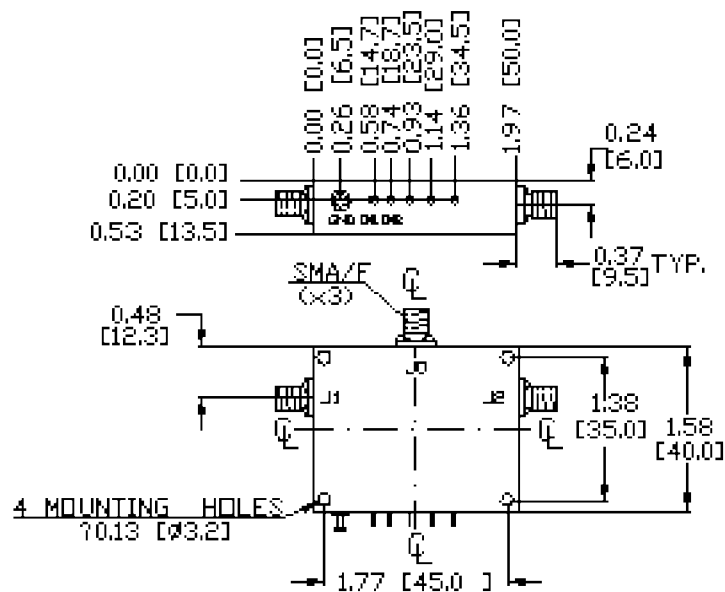 0.00 [0.0]
0.26 [6.5]
0.58 [14.7]
0.74 [18.7]
0.93 [23.5]
1.14 [29.0]
1.36 [34.5]
1.97 [50.0]
0.24
[6.0]
0.00 [0.0]
0.20 [5.0]
0.53 [13.5]
GND
0.37 TYP.
[9.5]
SMA/F
(x3)
0.48
[12.3]
J0
J1
J2
1.38
[35.0]
1.58
[40.0]
4 MOUNTING HOLES
?0.13 [Ø3.2]
1.77 [45.0 ]